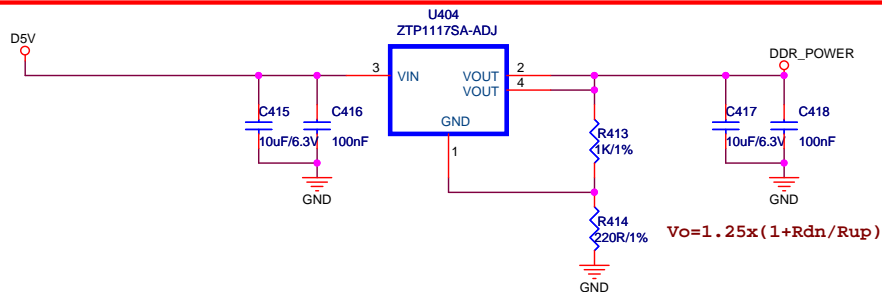 U404
ZTP1117SA-ADJ
D5V
DDR_POWER
3
VIN
VOUT
2
VOUT
4
GND
1
C415
10uF/6.3V
C416
100nF
GND
R413
1K/1%
R414
220R/1%
GND
C417
10uF/6.3V
C418
100nF
GND
Vo=1.25x(1+Rdn/Rup)